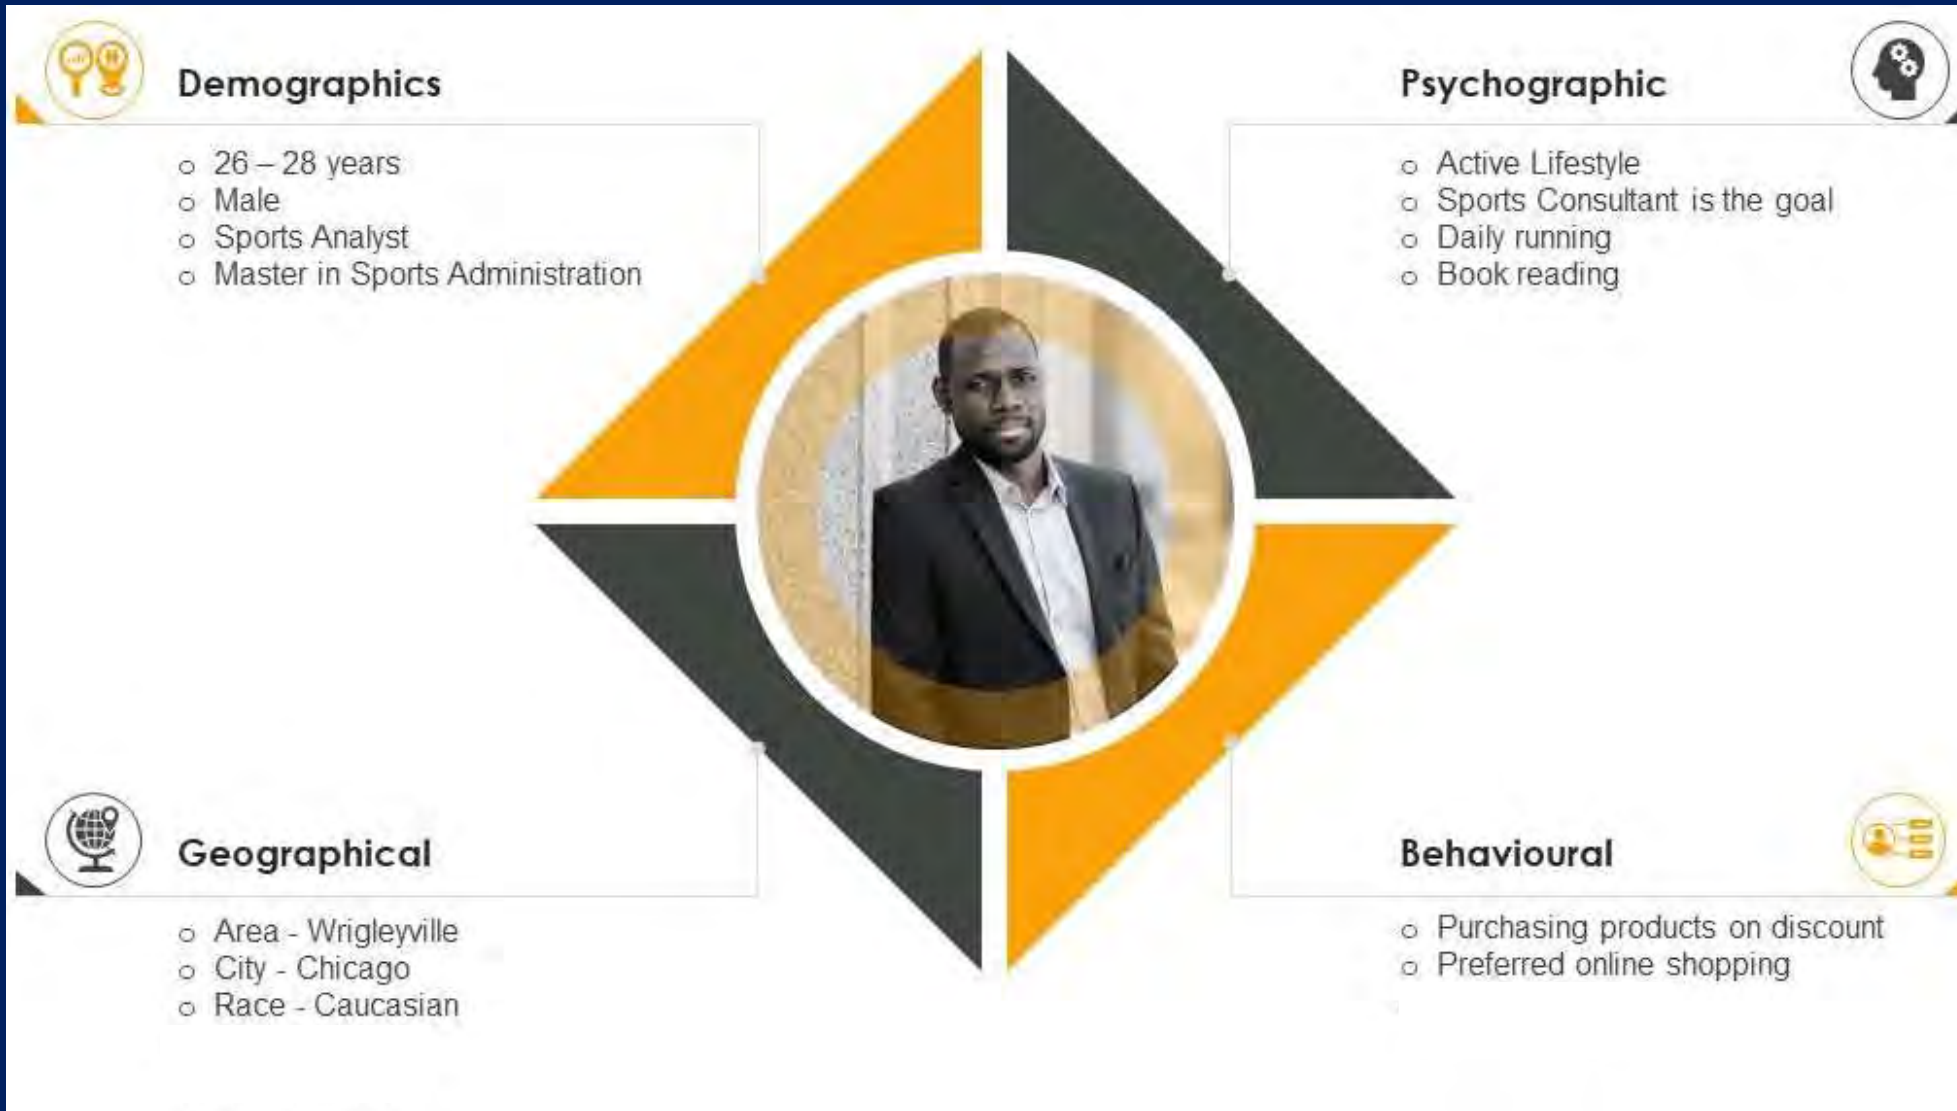 Demographics
26 – 28 years
Male
Sports Analyst
Master in Sports Administration
Psychographic
Active Lifestyle
Sports Consultant is the goal
Daily running
Book reading
Geographical
Area - Wrigleyville
City - Chicago
Race - Caucasian
Behavioural
Purchasing products on discount
Preferred online shopping